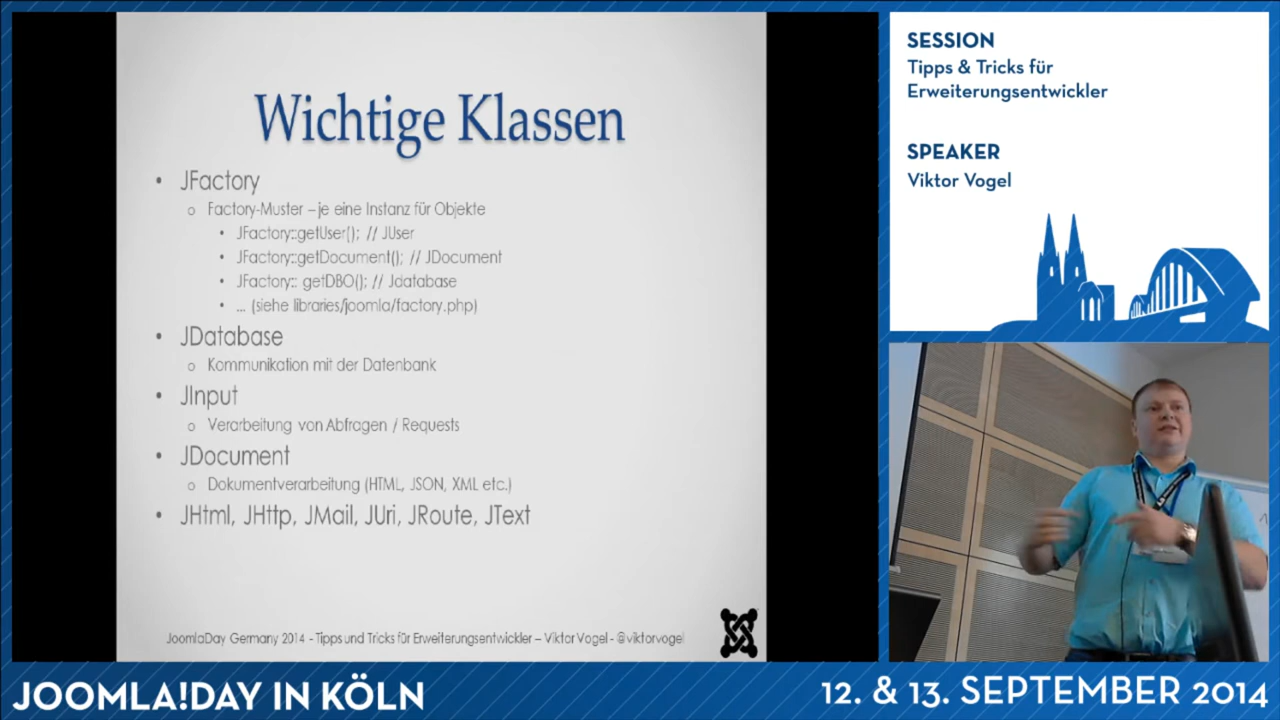 Wichtige Klassen
• JFactory
o Factory-Muster – je eine Instanz für Objekte
• JFactory::getUser(); // JUser
• JFactory::getDocument(); // JDocument
• JFactory:: getDBO(); // Jdatabase
• ... (siehe libraries/joomla/factory.php)
• JDatabase
o Kommunikation mit der Datenbank
• JInput
o Verarbeitung von Abfragen / Requests
• JDocument
o Dokumentverarbeitung (HTML, JSON, XML etc.)
• JHtml, JHttp, JMail, JUri, JRoute, JText
JoomlaDay Germany 2014 - Tipps und Tricks für Erweiterungsentwickler – Viktor Vogel - @viktorvogel
SESSION
Tipps & Tricks für
Erweiterungsentwickler
SPEAKER
Viktor Vogel
JOOMLA!DAY IN KÖLN
12. & 13. SEPTEMBER 2014